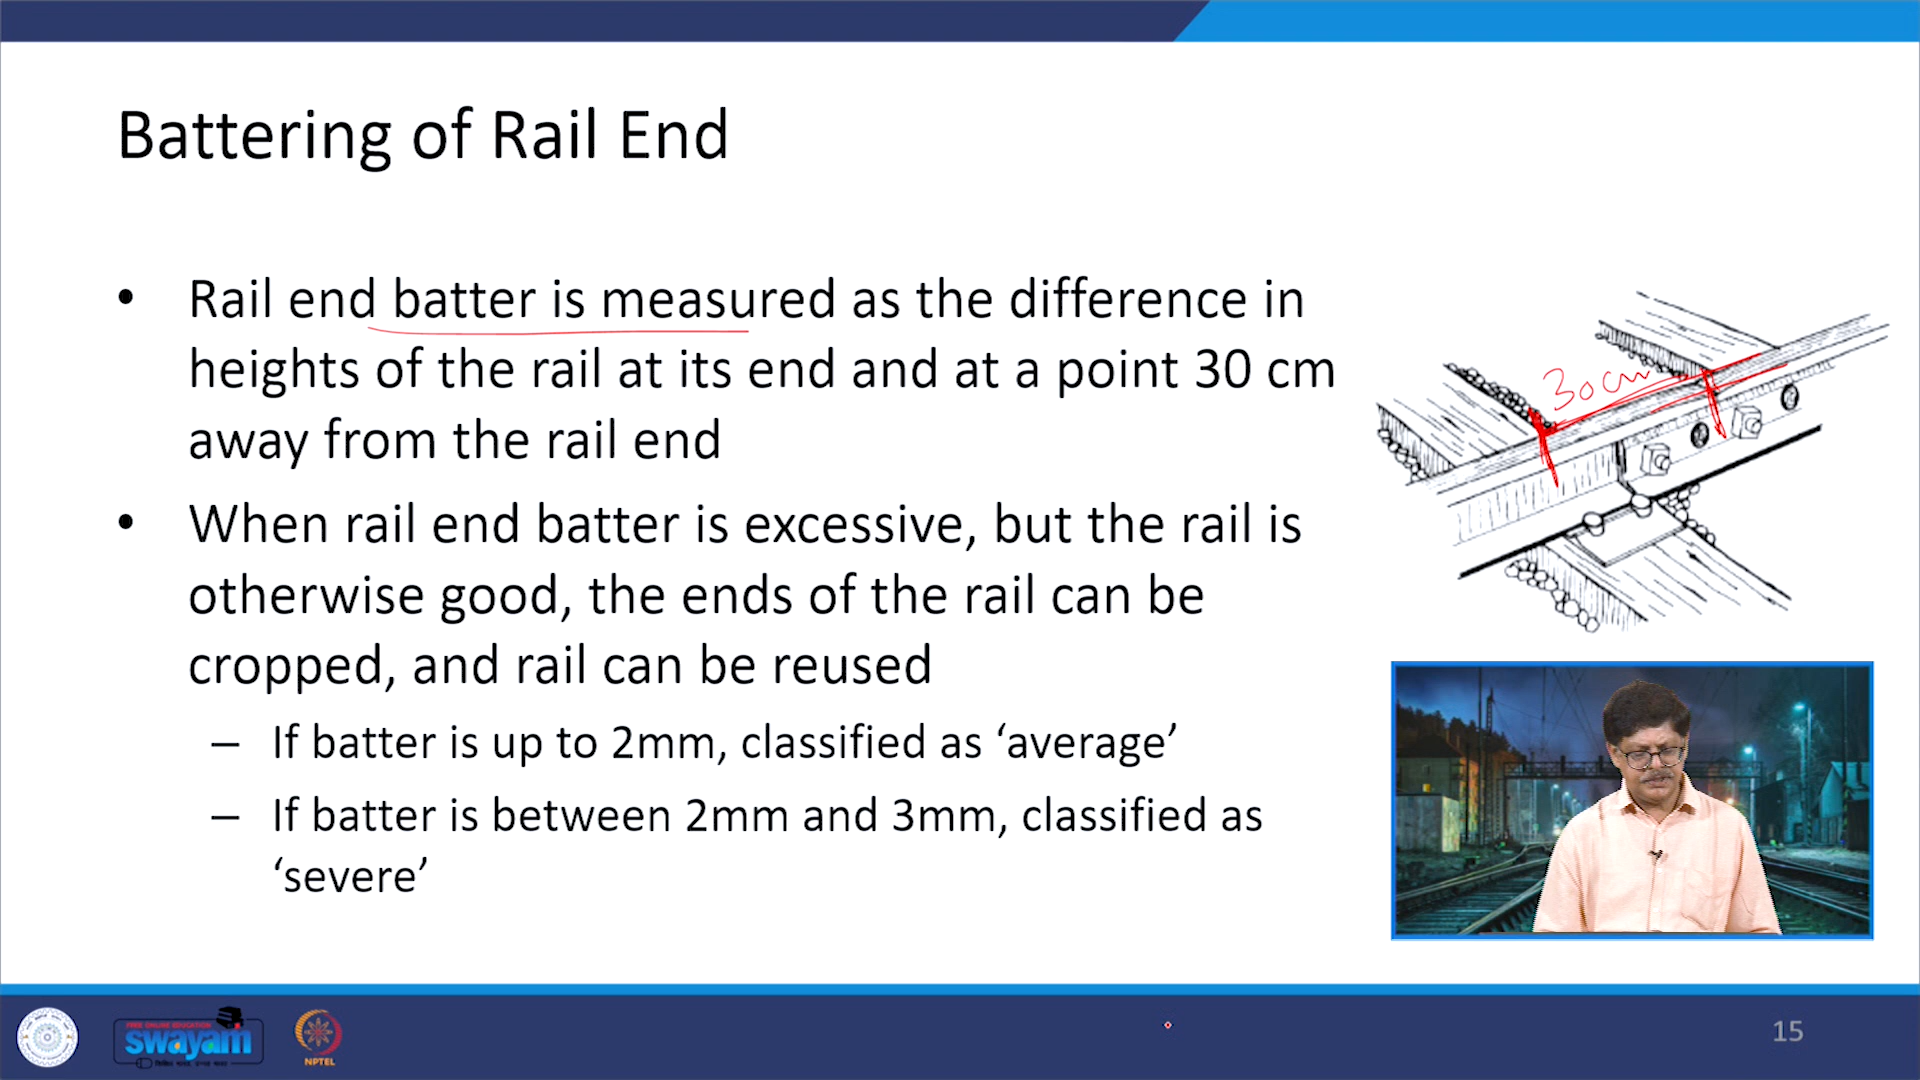 Battering of Rail End
• Rail end batter is measured as the difference in
heights of the rail at its end and at a point 30 cm
away from the rail end
• When rail end batter is excessive, but the rail is
otherwise good, the ends of the rail can be
cropped, and rail can be reused
– If batter is up to 2mm, classified as ‘average’
– If batter is between 2mm and 3mm, classified as
‘severe’
30cm
FREE ONLINE EDUCATION
swayam
NPTEL
15